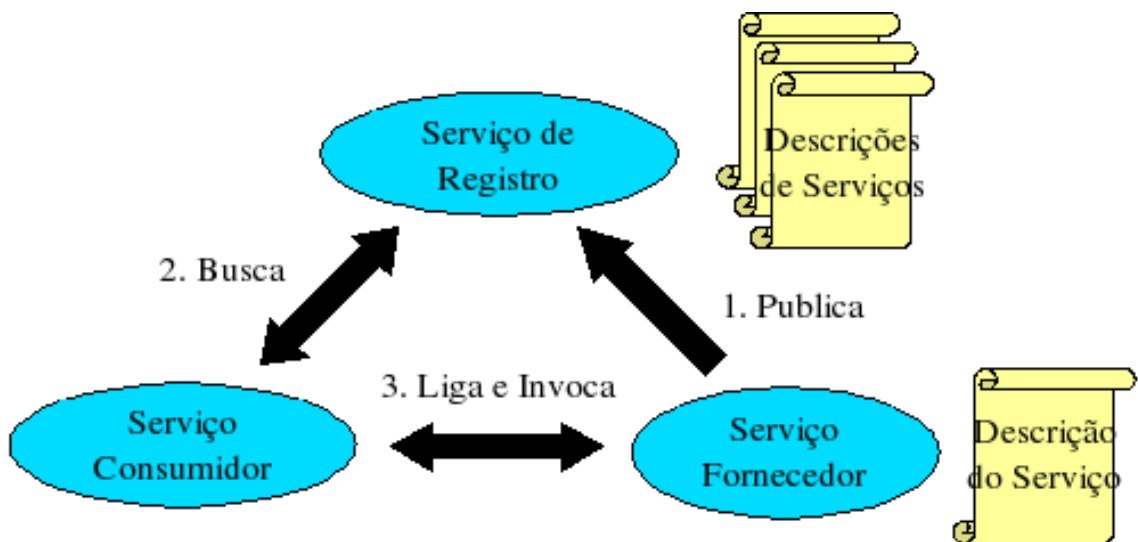 Serviço de
Registro
Descrições
de Serviços
2. Busca
1. Publica
3. Liga e Invoca
Serviço
Consumidor
Serviço
Fornecedor
Descrição
do Serviço